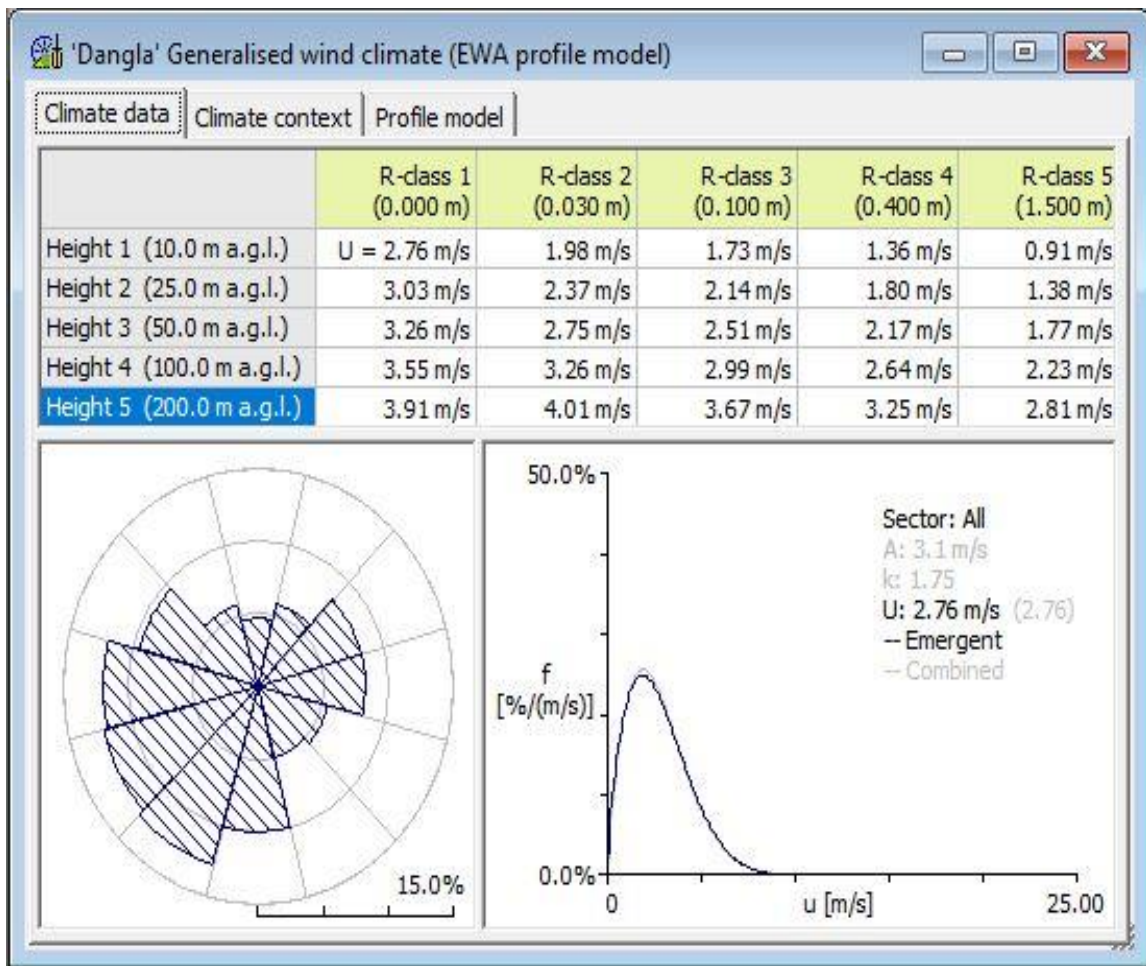 'Dangla' Generalised wind climate (EWA profile model)
Climate data Climate context Profile model
R-class 1 R-class 2 R-class 3 R-class 4 R-class 5
(0.000 m) (0.030 m) (0.100 m) (0.400 m) (1.500 m)
Height 1 (10.0 m a.g.l.) U = 2.76 m/s 1.98 m/s 1.73 m/s 1.36 m/s 0.91 m/s
Height 2 (25.0 m a.g.l.) 3.03 m/s 2.37 m/s 2.14 m/s 1.80 m/s 1.38 m/s
Height 3 (50.0 m a.g.l.) 3.26 m/s 2.75 m/s 2.51 m/s 2.17 m/s 1.77 m/s
Height 4 (100.0 m a.g.l.) 3.55 m/s 3.26 m/s 2.99 m/s 2.64 m/s 2.23 m/s
Height 5 (200.0 m a.g.l.) 3.91 m/s 4.01 m/s 3.67 m/s 3.25 m/s 2.81 m/s
15.0%
50.0%
Sector: All
A: 3.1 m/s
k: 1.75
U: 2.76 m/s (2.76)
-- Emergent
-- Combined
f
[%/(m/s)]
0.0%
0 u [m/s] 25.00